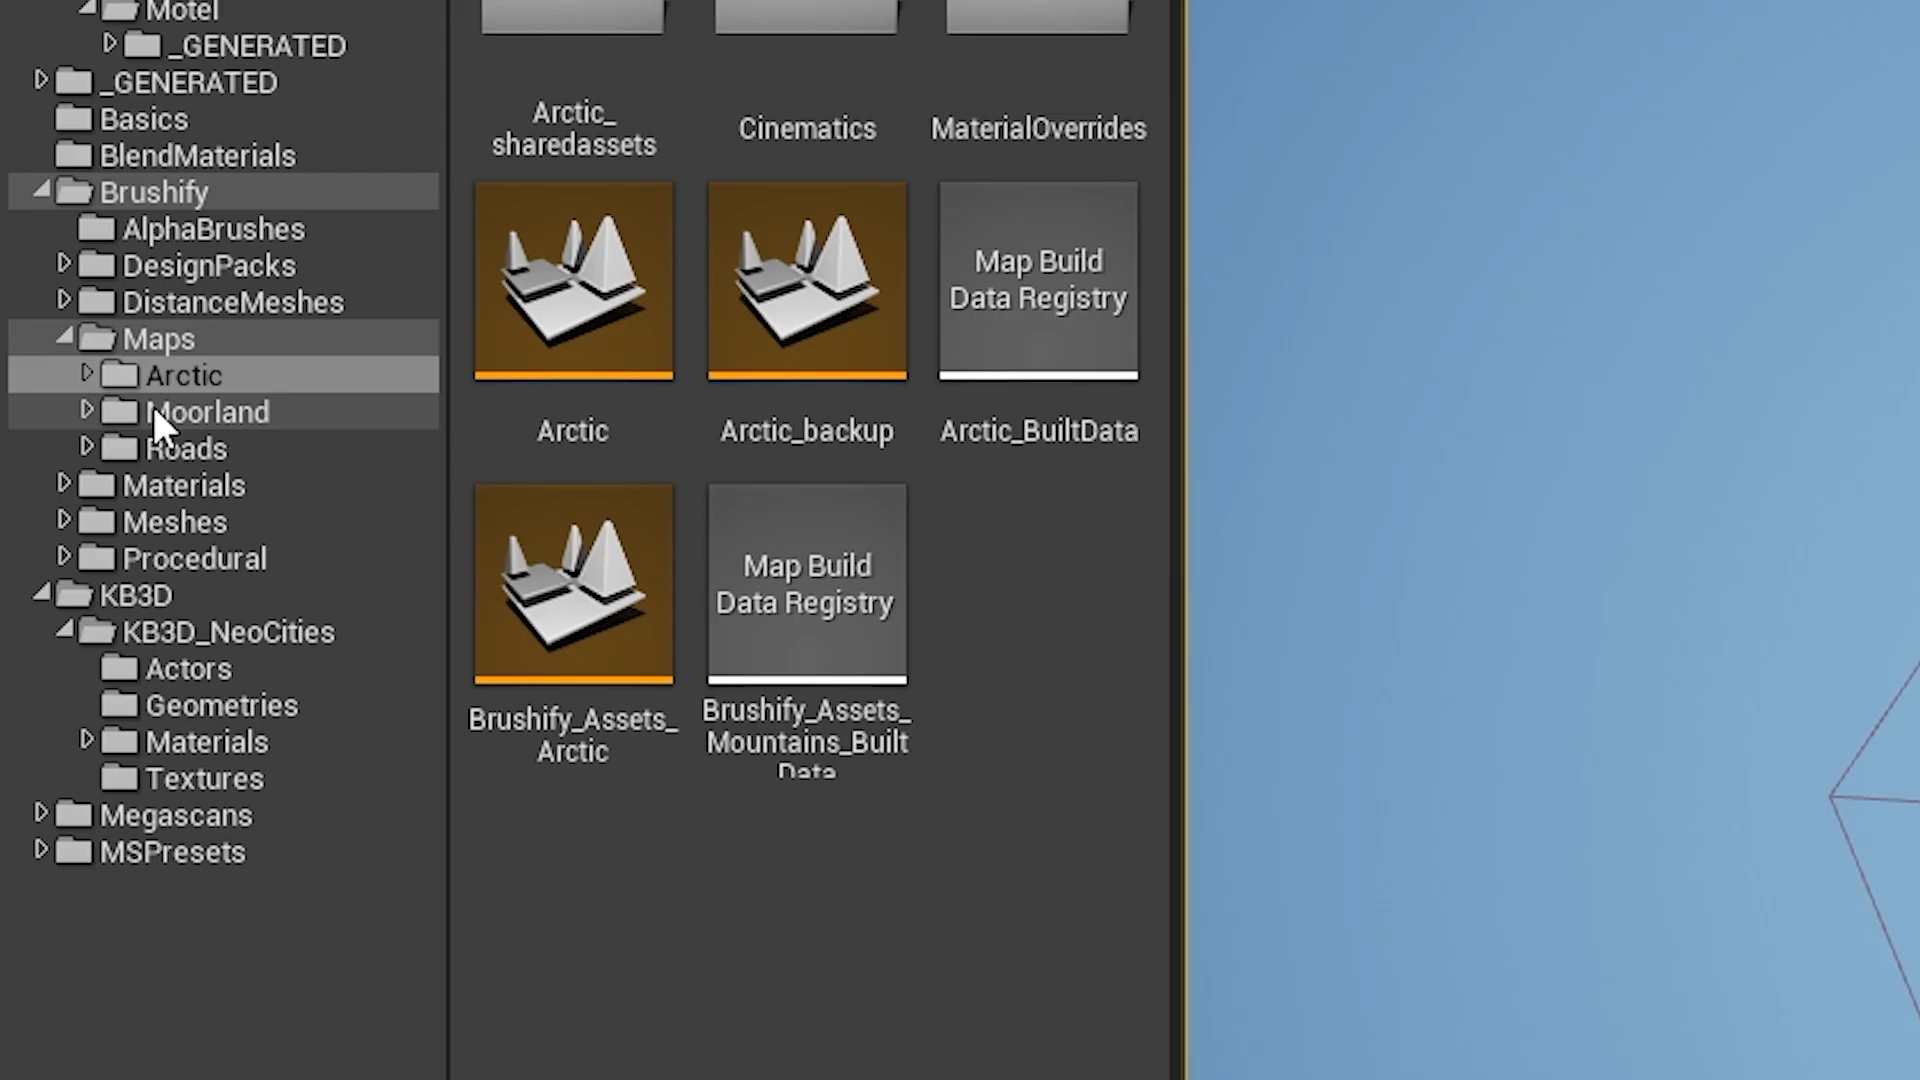 Motel
_GENERATED
_GENERATED
Basics
BlendMaterials
Brushify
AlphaBrushes
DesignPacks
DistanceMeshes
Maps
Arctic
Moorland
Roads
Materials
Meshes
Procedural
KB3D
KB3D_NeoCities
Actors
Geometries
Materials
Textures
Megascans
MSPresets
Arctic_
sharedassets
Cinematics
MaterialOverrides
Map Build
Data Registry
Arctic
Arctic_backup
Arctic_BuiltData
Map Build
Data Registry
Brushify_Assets_
Arctic
Brushify_Assets_
Mountains_Built
Data